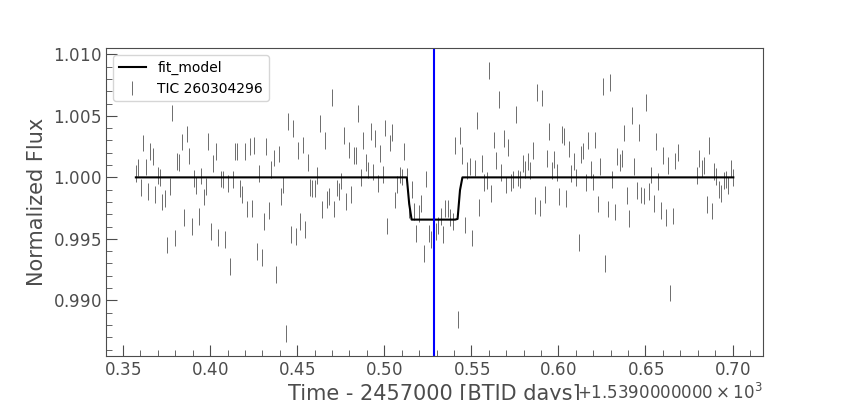 1.010
fit_model
TIC 260304296
1.005
1.000
0.995
0.990
Normalized Flux
0.35 0.40 0.45 0.50 0.55 0.60 0.65 0.70
Time - 2457000 [BTJD days]
+1.5390000000 × 10³